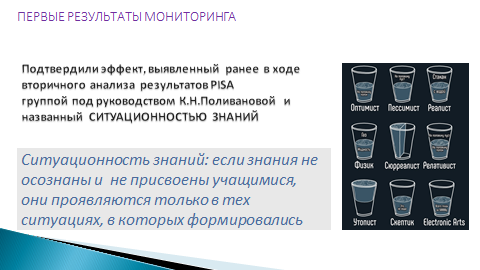 ПЕРВЫЕ РЕЗУЛЬТАТЫ МОНИТОРИНГА
Подтвердили эффект, выявленный ранее в ходе
вторичного анализа результатов PISA
группой под руководством К.Н.Поливановой и
названный СИТУАЦИОННОСТЬЮ ЗНАНИЙ
Ситуационность знаний: если знания не
осознаны и не присвоены учащимися,
они проявляются только в тех
ситуациях, в которых формировались
Стакан
Оптимист Пессимист Реалист
Газ
Физик Сюрреалист Релативист
Утопист Скептик Electronic Arts